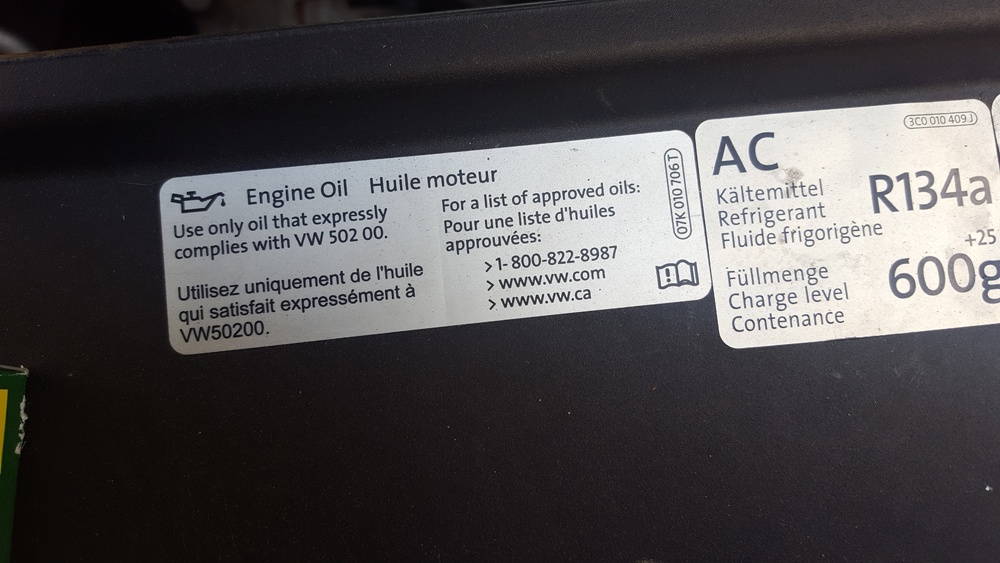 Engine Oil Huile moteur
Use only oil that expressly
complies with VW 502 00.
Utilisez uniquement de l'huile
qui satisfait expressément à
VW50200.
For a list of approved oils:
Pour une liste d'huiles
approuvées:
>1-800-822-8987
> www.vw.com
> www.vw.ca
07K 010 706 T
3C0 010 409 J
AC
Kältemittel
Refrigerant
Fluide frigorigène
R134a
Füllmenge
Charge level
Contenance
+25
600g